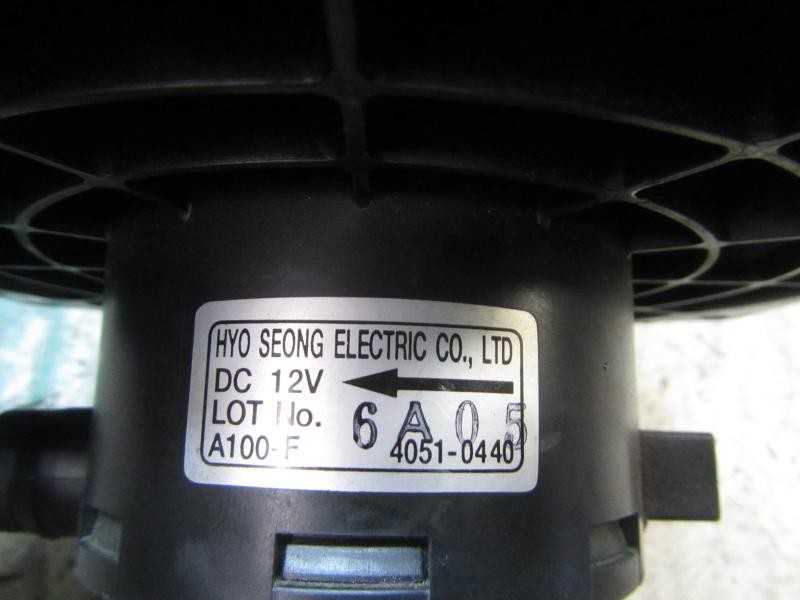 HYO SEONG ELECTRIC CO., LTD
DC 12V
LOT No. 6A05
A100-F 4051-0440